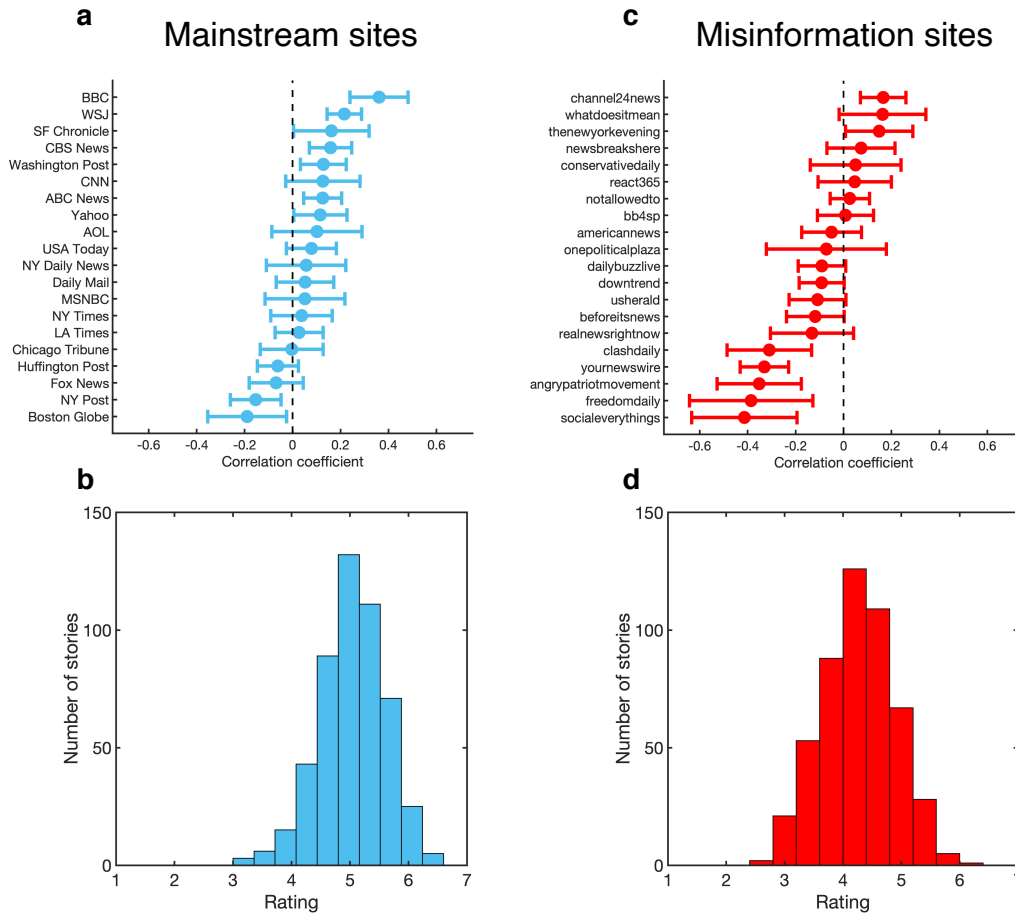 a
Mainstream sites
BBC
WSJ
SF Chronicle
CBS News
Washington Post
CNN
ABC News
Yahoo
AOL
USA Today
NY Daily News
Daily Mail
MSNBC
NY Times
LA Times
Chicago Tribune
Huffington Post
Fox News
NY Post
Boston Globe
-0.6 -0.4 -0.2 0 0.2 0.4 0.6
Correlation coefficient
c
Misinformation sites
channel24news
whatdoesitmean
thenewyorkevening
newsbreakshere
conservativedaily
react365
notallowedto
bb4sp
americannews
onepoliticalplaza
dailybuzzlive
downtrend
usherald
beforeitsnews
realnewsrightnow
clashdaily
yournewswire
angrypatriotmovement
freedomdaily
socialeverythings
-0.6 -0.4 -0.2 0 0.2 0.4 0.6
Correlation coefficient
b
150
100
50
0
Number of stories
1 2 3 4 5 6 7
Rating
d
150
100
50
0
Number of stories
1 2 3 4 5 6 7
Rating